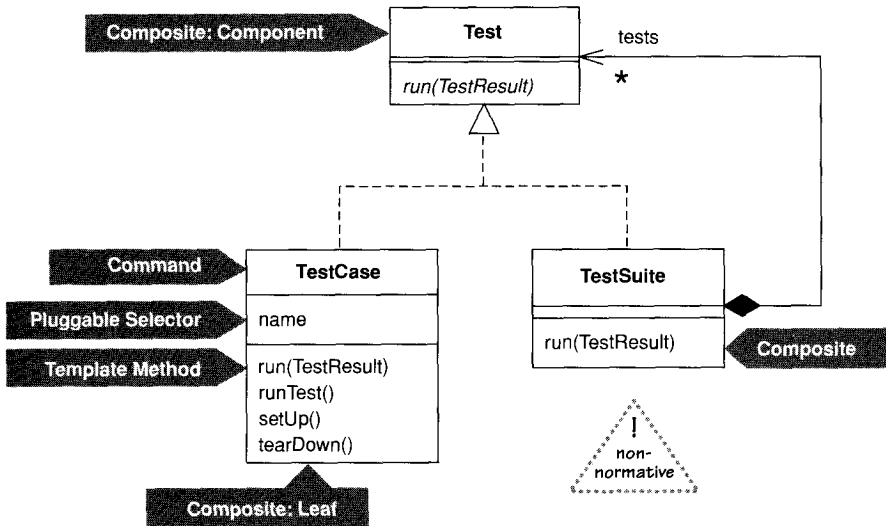 Composite: Component
Test
tests
*
run(TestResult)
Command
TestCase
TestSuite
Pluggable Selector
name
Template Method
run(TestResult)
runTest()
setUp()
tearDown()
run(TestResult)
Composite
!
non-
normative
Composite: Leaf